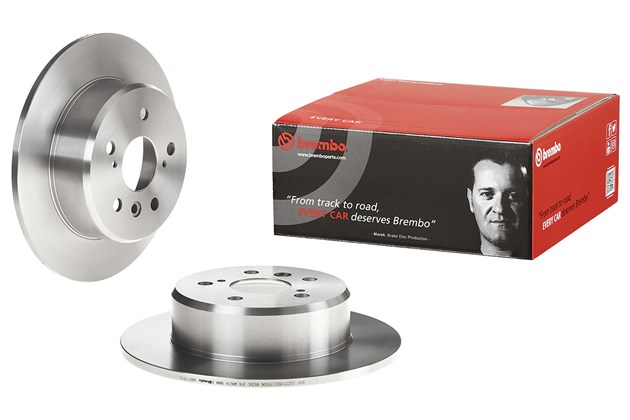 EVERY CAR
brembo
www.bremboparts.com
"From track to road,
EVERY CAR deserves Brembo"
- Marek, Brake Disc Production -
brembo
"From track to road,
EVERY CAR deserves Brembo"
brembo